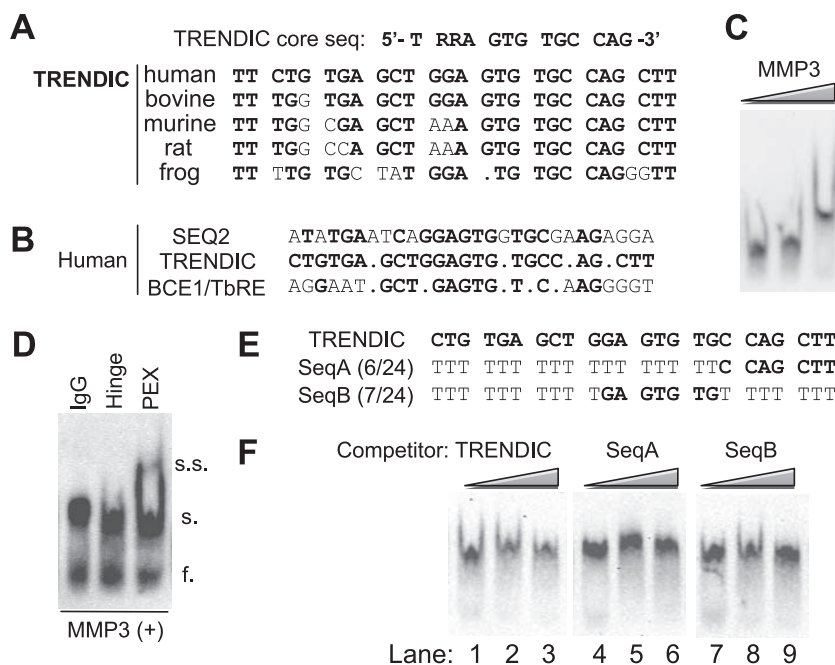 A
TRENDIC core seq: 5'- T RRA GTG TGC CAG -3'
TRENDIC
human TT CTG TGA GCT GGA GTG TGC CAG CTT
bovine TT TGG TGA GCT GGA GTG TGC CAG CTT
murine TT TGG CGA GCT AAA GTG TGC CAG CTT
rat TT TGG CCA GCT AAA GTG TGC CAG CTT
frog TT TTG TGC TAT GGA .TG TGC CAGGGTT
B
Human
SEQ2 ATATGAATCAGGAGTGGTGCGAAGAGGA
TRENDIC CTGTGA.GCTGGAGTG.TGCC.AG.CTT
BCE1/TbRE AGGAAT.GCT.GAGTG.T.C.AAGGGGT
C
MMP3
D
IgG
Hinge
PEX
s.s.
s.
f.
MMP3 (+)
E
TRENDIC CTG TGA GCT GGA GTG TGC CAG CTT
SeqA (6/24) TTT TTT TTT TTT TTT TTC CAG CTT
SeqB (7/24) TTT TTT TTT TGA GTG TGT TTT TTT
F
Competitor: TRENDIC SeqA SeqB
Lane: 1 2 3 4 5 6 7 8 9